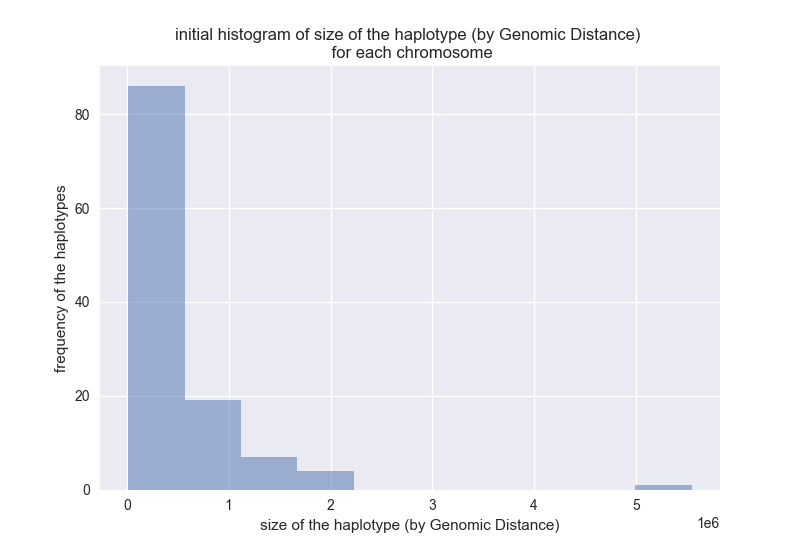 initial histogram of size of the haplotype (by Genomic Distance)
for each chromosome
80
60
40
20
0
frequency of the haplotypes
0 1 2 3 4 5
1e6
size of the haplotype (by Genomic Distance)